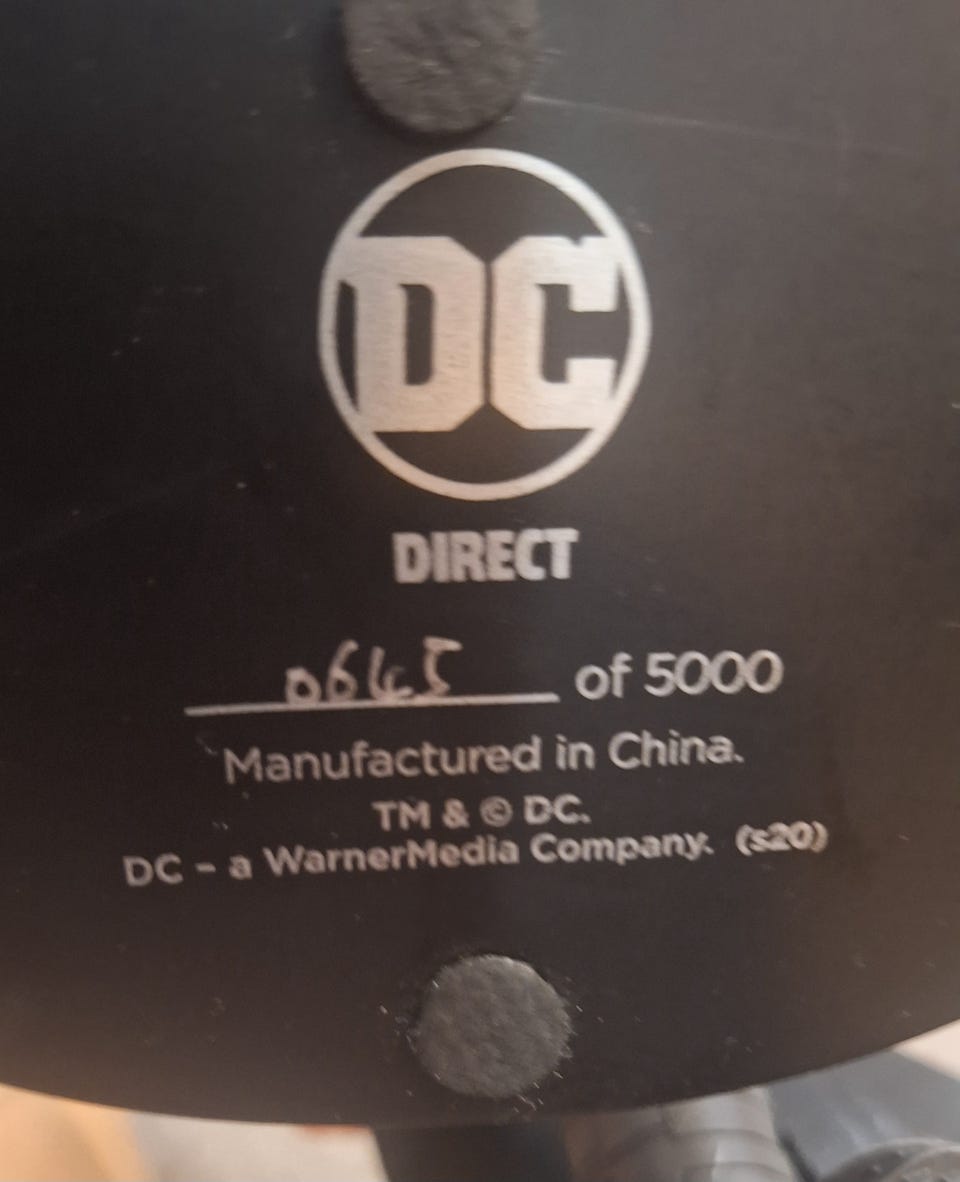 DC
DIRECT
0645 of 5000
Manufactured in China.
TM & © DC.
DC - a WarnerMedia Company. (s20)